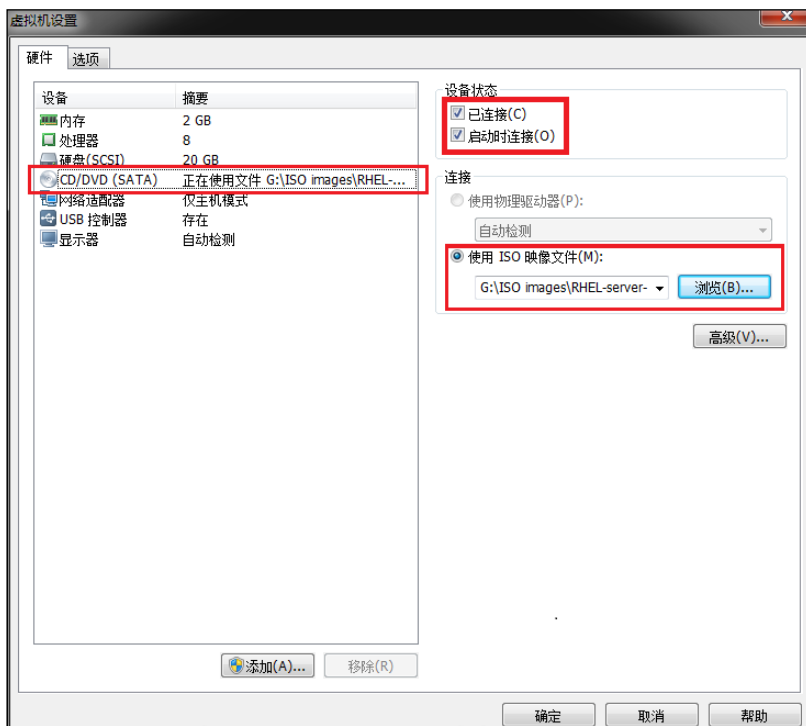 虚拟机设置
硬件 选项
设备 摘要
内存 2 GB
处理器 8
硬盘(SCSI) 20 GB
CD/DVD (SATA) 正在使用文件 G:\ISO images\RHEL-...
网络适配器 仅主机模式
USB 控制器 存在
显示器 自动检测
添加(A)... 移除(R)
设备状态
已连接(C)
启动时连接(O)
连接
使用物理驱动器(P):
自动检测
使用 ISO 映像文件(M):
G:\ISO images\RHEL-server- 浏览(B)...
高级(V)...
确定 取消 帮助